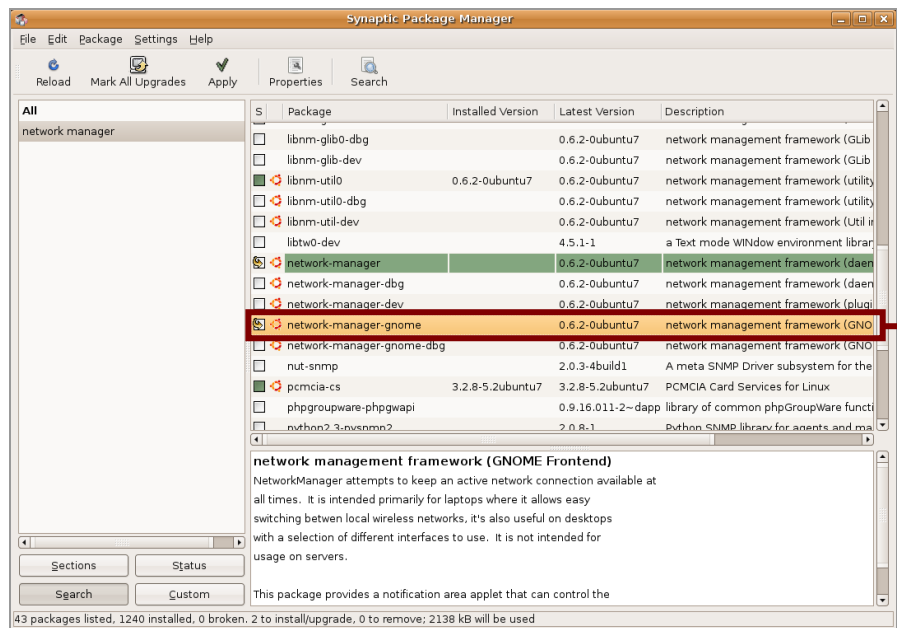 Synaptic Package Manager
File Edit Package Settings Help
Reload Mark All Upgrades Apply Properties Search
All
network manager
S Package Installed Version Latest Version Description
libnm-glib0-dbg 0.6.2-0ubuntu7 network management framework (GLib
libnm-glib-dev 0.6.2-0ubuntu7 network management framework (GLib
libnm-util0 0.6.2-0ubuntu7 0.6.2-0ubuntu7 network management framework (utility
libnm-util0-dbg 0.6.2-0ubuntu7 network management framework (utility
libnm-util-dev 0.6.2-0ubuntu7 network management framework (Util
libtw0-dev 4.5.1-1 a Text mode WINdow environment
network-manager 0.6.2-0ubuntu7 network management framework (daem
network-manager-dbg 0.6.2-0ubuntu7 network management framework (daem
network-manager-dev 0.6.2-0ubuntu7 network management framework (plugi
network-manager-gnome 0.6.2-0ubuntu7 network management framework (GNO
network-manager-gnome-dbg 0.6.2-0ubuntu7 network management framework (GNO
nut-snmp 2.0.3-4build1 A meta SNMP Driver subsystem for the
pcmcia-cs 3.2.8-5.2ubuntu7 3.2.8-5.2ubuntu7 PCMCIA Card Services for Linux
phpgroupware-phpgwapi 0.9.16.011-2~dapp library of common phpGroupWare functi
python2.3-pysnmp2 2.0.8-1 Python SNMP library for agents and ma
network management framework (GNOME Frontend)
NetworkManager attempts to keep an active network connection available at
all times. It is intended primarily for laptops where it allows easy
switching betwen local wireless networks, it's also useful on desktops
with a selection of different interfaces to use. It is not intended for
usage on servers.
This package provides a notification area applet that can control the
Sections Status
Search Custom
43 packages listed, 1240 installed, 0 broken. 2 to install/upgrade, 0 to remove; 2138 kB will be used